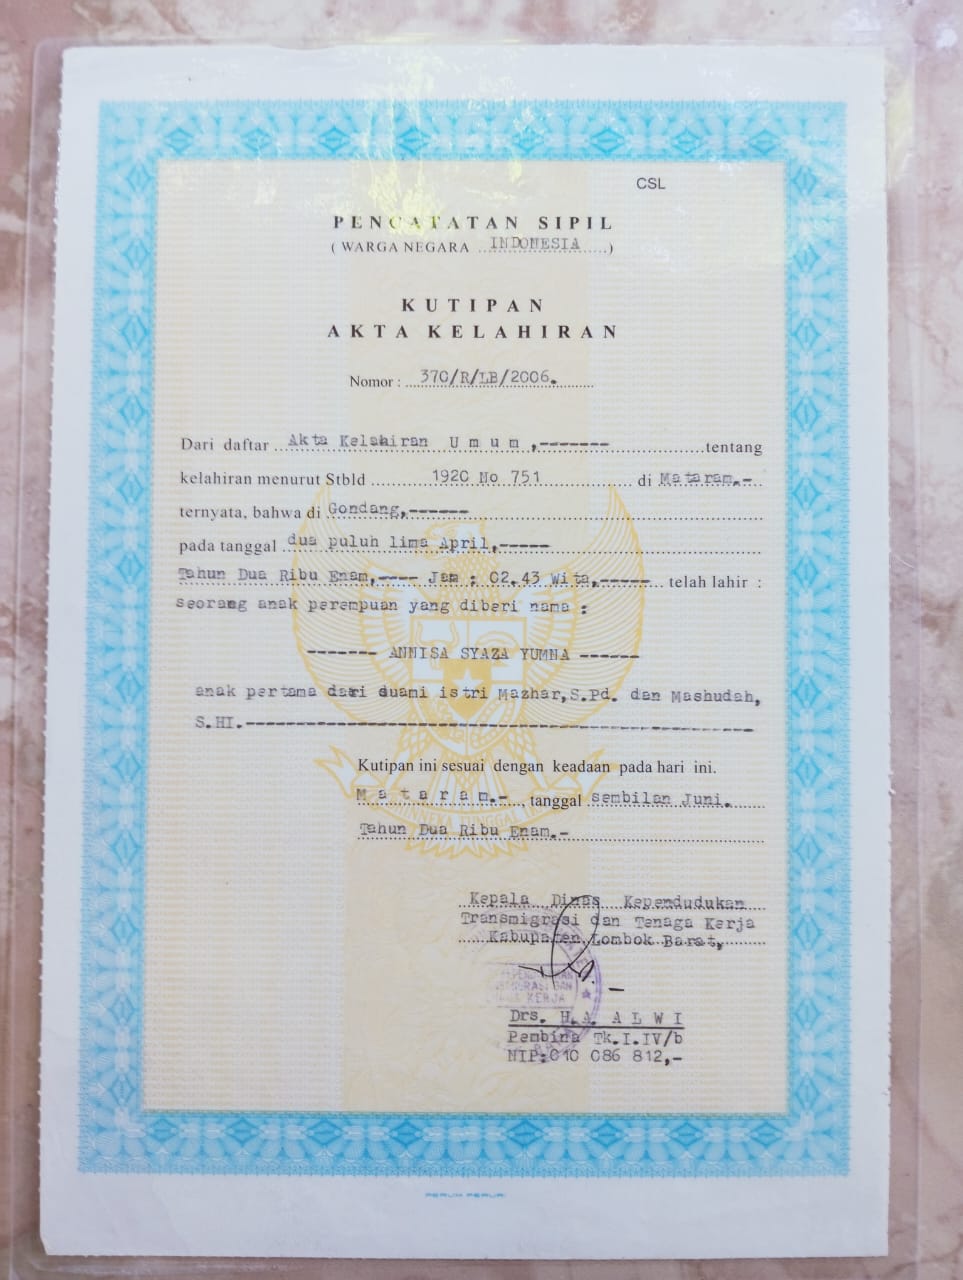 CSL
PENCATATAN SIPIL
( WARGA NEGARA ...INDONESIA......)
KUTIPAN
AKTA KELAHIRAN
Nomor : ...370/R/LB/2006.........
Dari daftar ..Akta Kelahiran U m u m ,-------..................tentang
kelahiran menurut Stbld ............1920 No 751.................. di Mataram.-
ternyata, bahwa di Gondang,------
pada tanggal dua puluh lima April,-----
Tahun Dua Ribu Enam,---- Jam : 02.43 Wita,-----.. telah lahir :
seorang anak perempuan yang diberi nama :
------- ANNISA SYAZA YUMNA ------
anak pertama dari suami istri Mazhar,S.Pd. dan Mashudah,
S.HI.---------------------------------------------------
Kutipan ini sesuai dengan keadaan pada hari ini.
M a t a r a m.-.., tanggal sembilan Juni.
Tahun Dua Ribu Enam.-
Kepala Dinas Kependudukan
Transmigrasi dan Tenaga Kerja
Kabupaten Lombok Barat,
Drs. H.A. A L W I
Pembina Tk.I.IV/b
NIP:010 086 812,-
PERUM PERURI